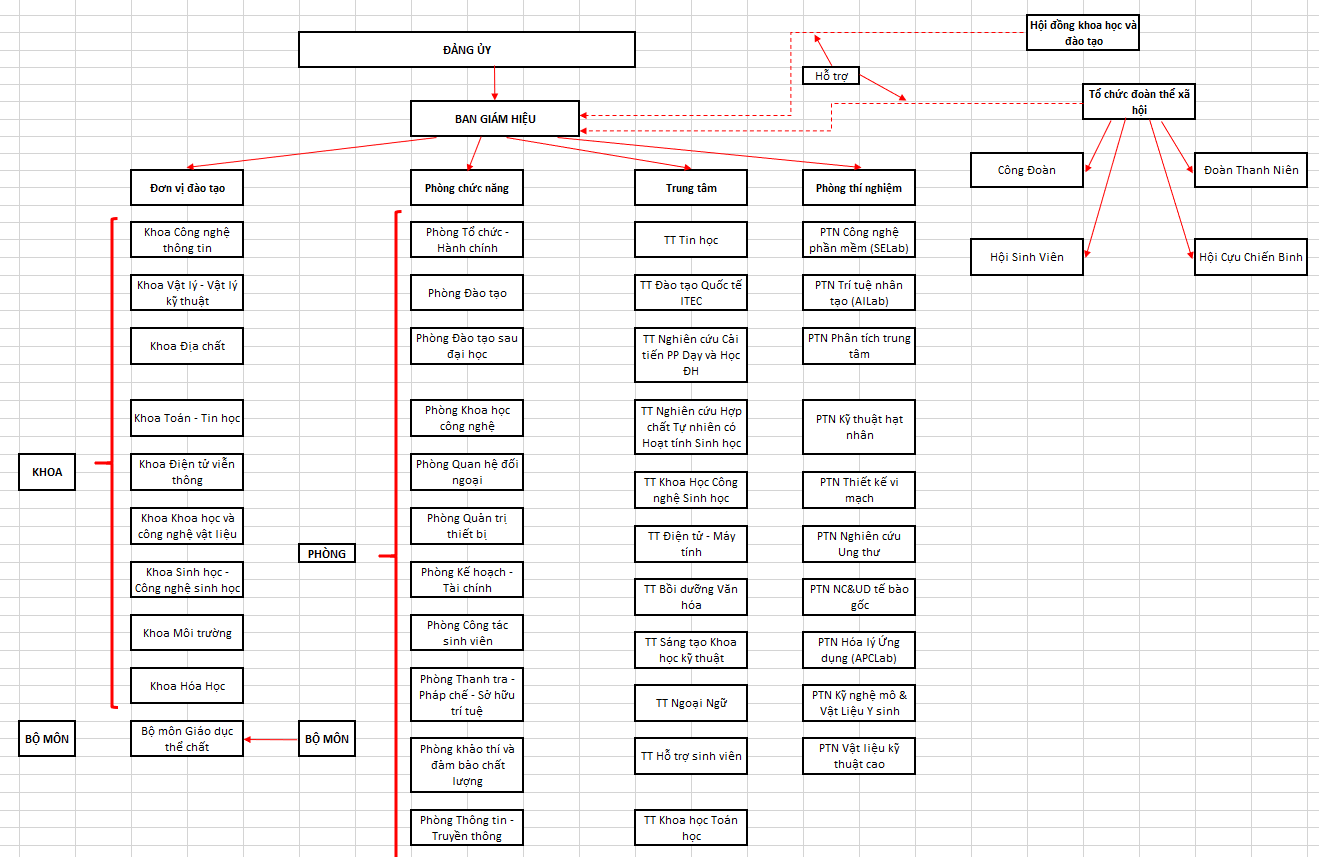 Hội đồng khoa học và
đào tạo
ĐẢNG ỦY
Hỗ trợ
Tổ chức đoàn thể xã
hội
BAN GIÁM HIỆU
Công Đoàn
Đoàn Thanh Niên
Hội Sinh Viên
Hội Cựu Chiến Binh
Đơn vị đào tạo
Phòng chức năng
Trung tâm
Phòng thí nghiệm
KHOA
Khoa Công nghệ
thông tin
Khoa Vật lý - Vật lý
kỹ thuật
Khoa Địa chất
Khoa Toán - Tin học
Khoa Điện tử viễn
thông
Khoa Khoa học và
công nghệ vật liệu
Khoa Sinh học -
Công nghệ sinh học
Khoa Môi trường
Khoa Hóa Học
BỘ MÔN
Bộ môn Giáo dục
thể chất
BỘ MÔN
PHÒNG
Phòng Tổ chức -
Hành chính
Phòng Đào tạo
Phòng Đào tạo sau
đại học
Phòng Khoa học
công nghệ
Phòng Quan hệ đối
ngoại
Phòng Quản trị
thiết bị
Phòng Kế hoạch -
Tài chính
Phòng Công tác
sinh viên
Phòng Thanh tra -
Pháp chế - Sở hữu
trí tuệ
Phòng khảo thí và
đảm bảo chất
lượng
Phòng Thông tin -
Truyền thông
TT Tin học
TT Đào tạo Quốc tế
ITEC
TT Nghiên cứu Cải
tiến PP Dạy và Học
ĐH
TT Nghiên cứu Hợp
chất Tự nhiên có
Hoạt tính Sinh học
TT Khoa Học Công
nghệ Sinh học
TT Điện tử - Máy
tính
TT Bồi dưỡng Văn
hóa
TT Sáng tạo Khoa
học kỹ thuật
TT Ngoại Ngữ
TT Hỗ trợ sinh viên
TT Khoa học Toán
học
PTN Công nghệ
phần mềm (SELab)
PTN Trí tuệ nhân
tạo (AILab)
PTN Phân tích trung
tâm
PTN Kỹ thuật hạt
nhân
PTN Thiết kế vi
mạch
PTN Nghiên cứu
Ung thư
PTN NC&UD tế bào
gốc
PTN Hóa lý Ứng
dụng (APCLab)
PTN Kỹ nghệ mô &
Vật Liệu Y sinh
PTN Vật liệu kỹ
thuật cao